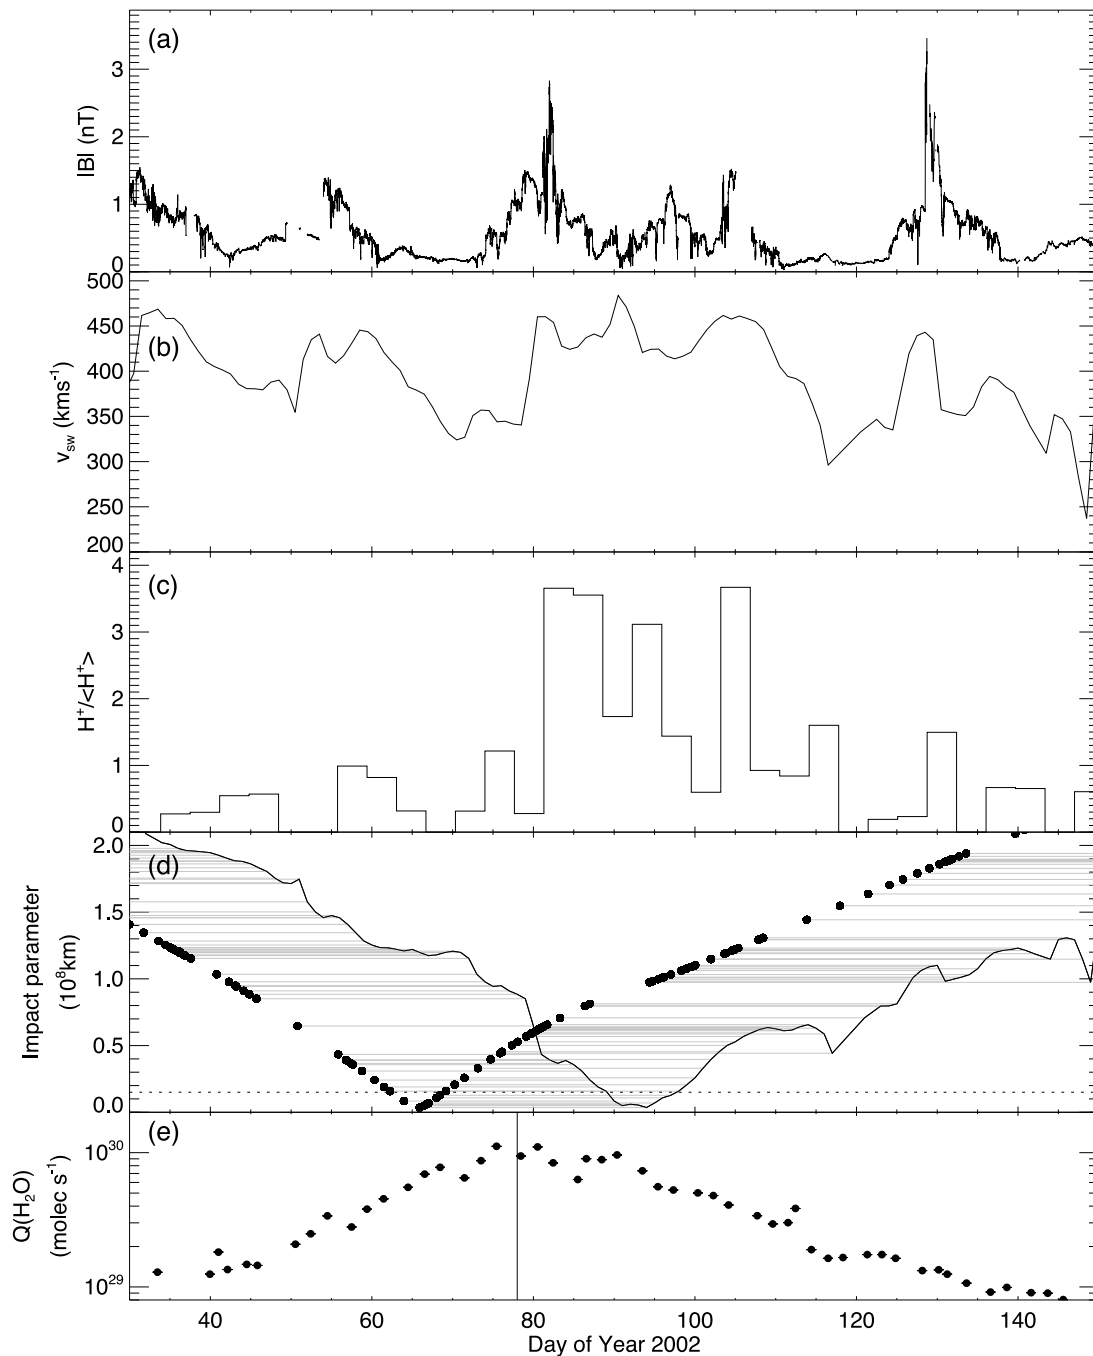 (a)
|B| (nT)
3
2
1
0
(b)
v_sw (kms⁻¹)
500
450
400
350
300
250
200
(c)
H⁺/<H⁺>
4
3
2
1
0
(d)
Impact parameter
(10⁸km)
2.0
1.5
1.0
0.5
0.0
(e)
Q(H₂O)
(molec s⁻¹)
10³⁰
10²⁹
40 60 80 100 120 140
Day of Year 2002